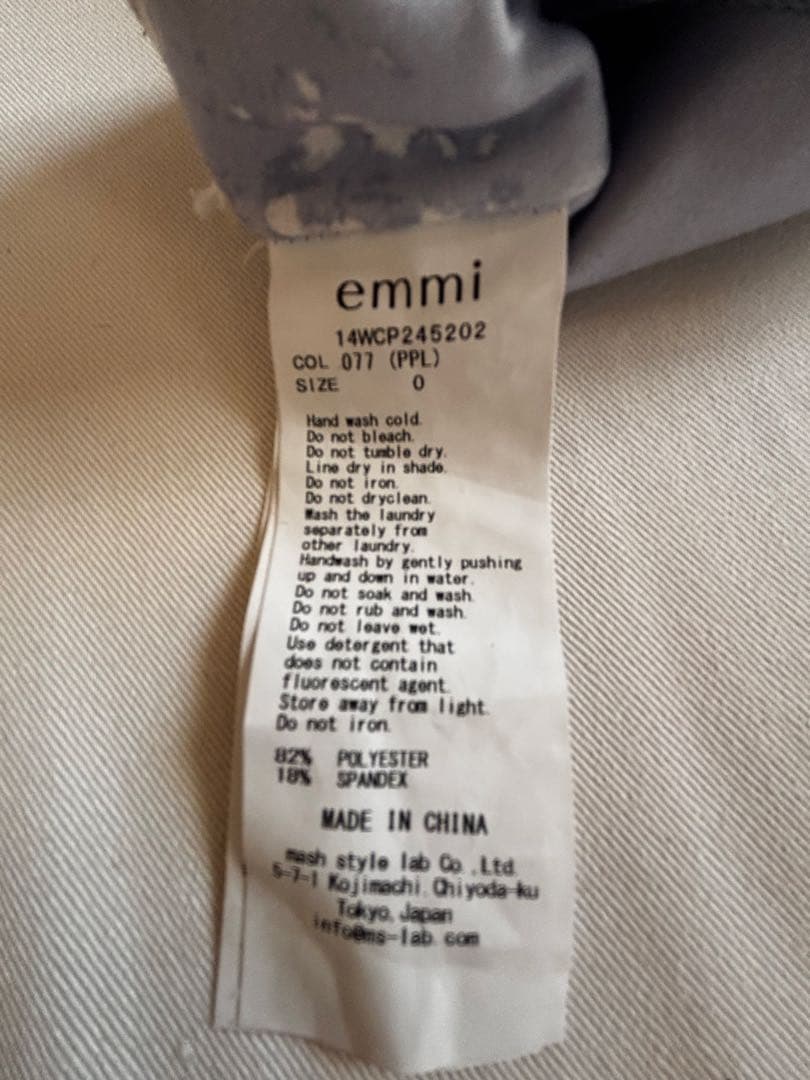 emmi
14WCP245202
COL 077 (PPL)
SIZE 0
Hand wash cold.
Do not bleach.
Do not tumble dry.
Line dry in shade.
Do not iron.
Do not dryclean.
Wash the laundry
separately from
other laundry.
Handwash by gently pushing
up and down in water.
Do not soak and wash.
Do not rub and wash.
Do not leave wet.
Use detergent that
does not contain
fluorescent agent.
Store away from light.
Do not iron.
82% POLYESTER
18% SPANDEX
MADE IN CHINA
mash style lab Co.,Ltd.
5-7-1 Kojimachi, Chiyoda-ku
Tokyo, Japan
info@ms-lab.com